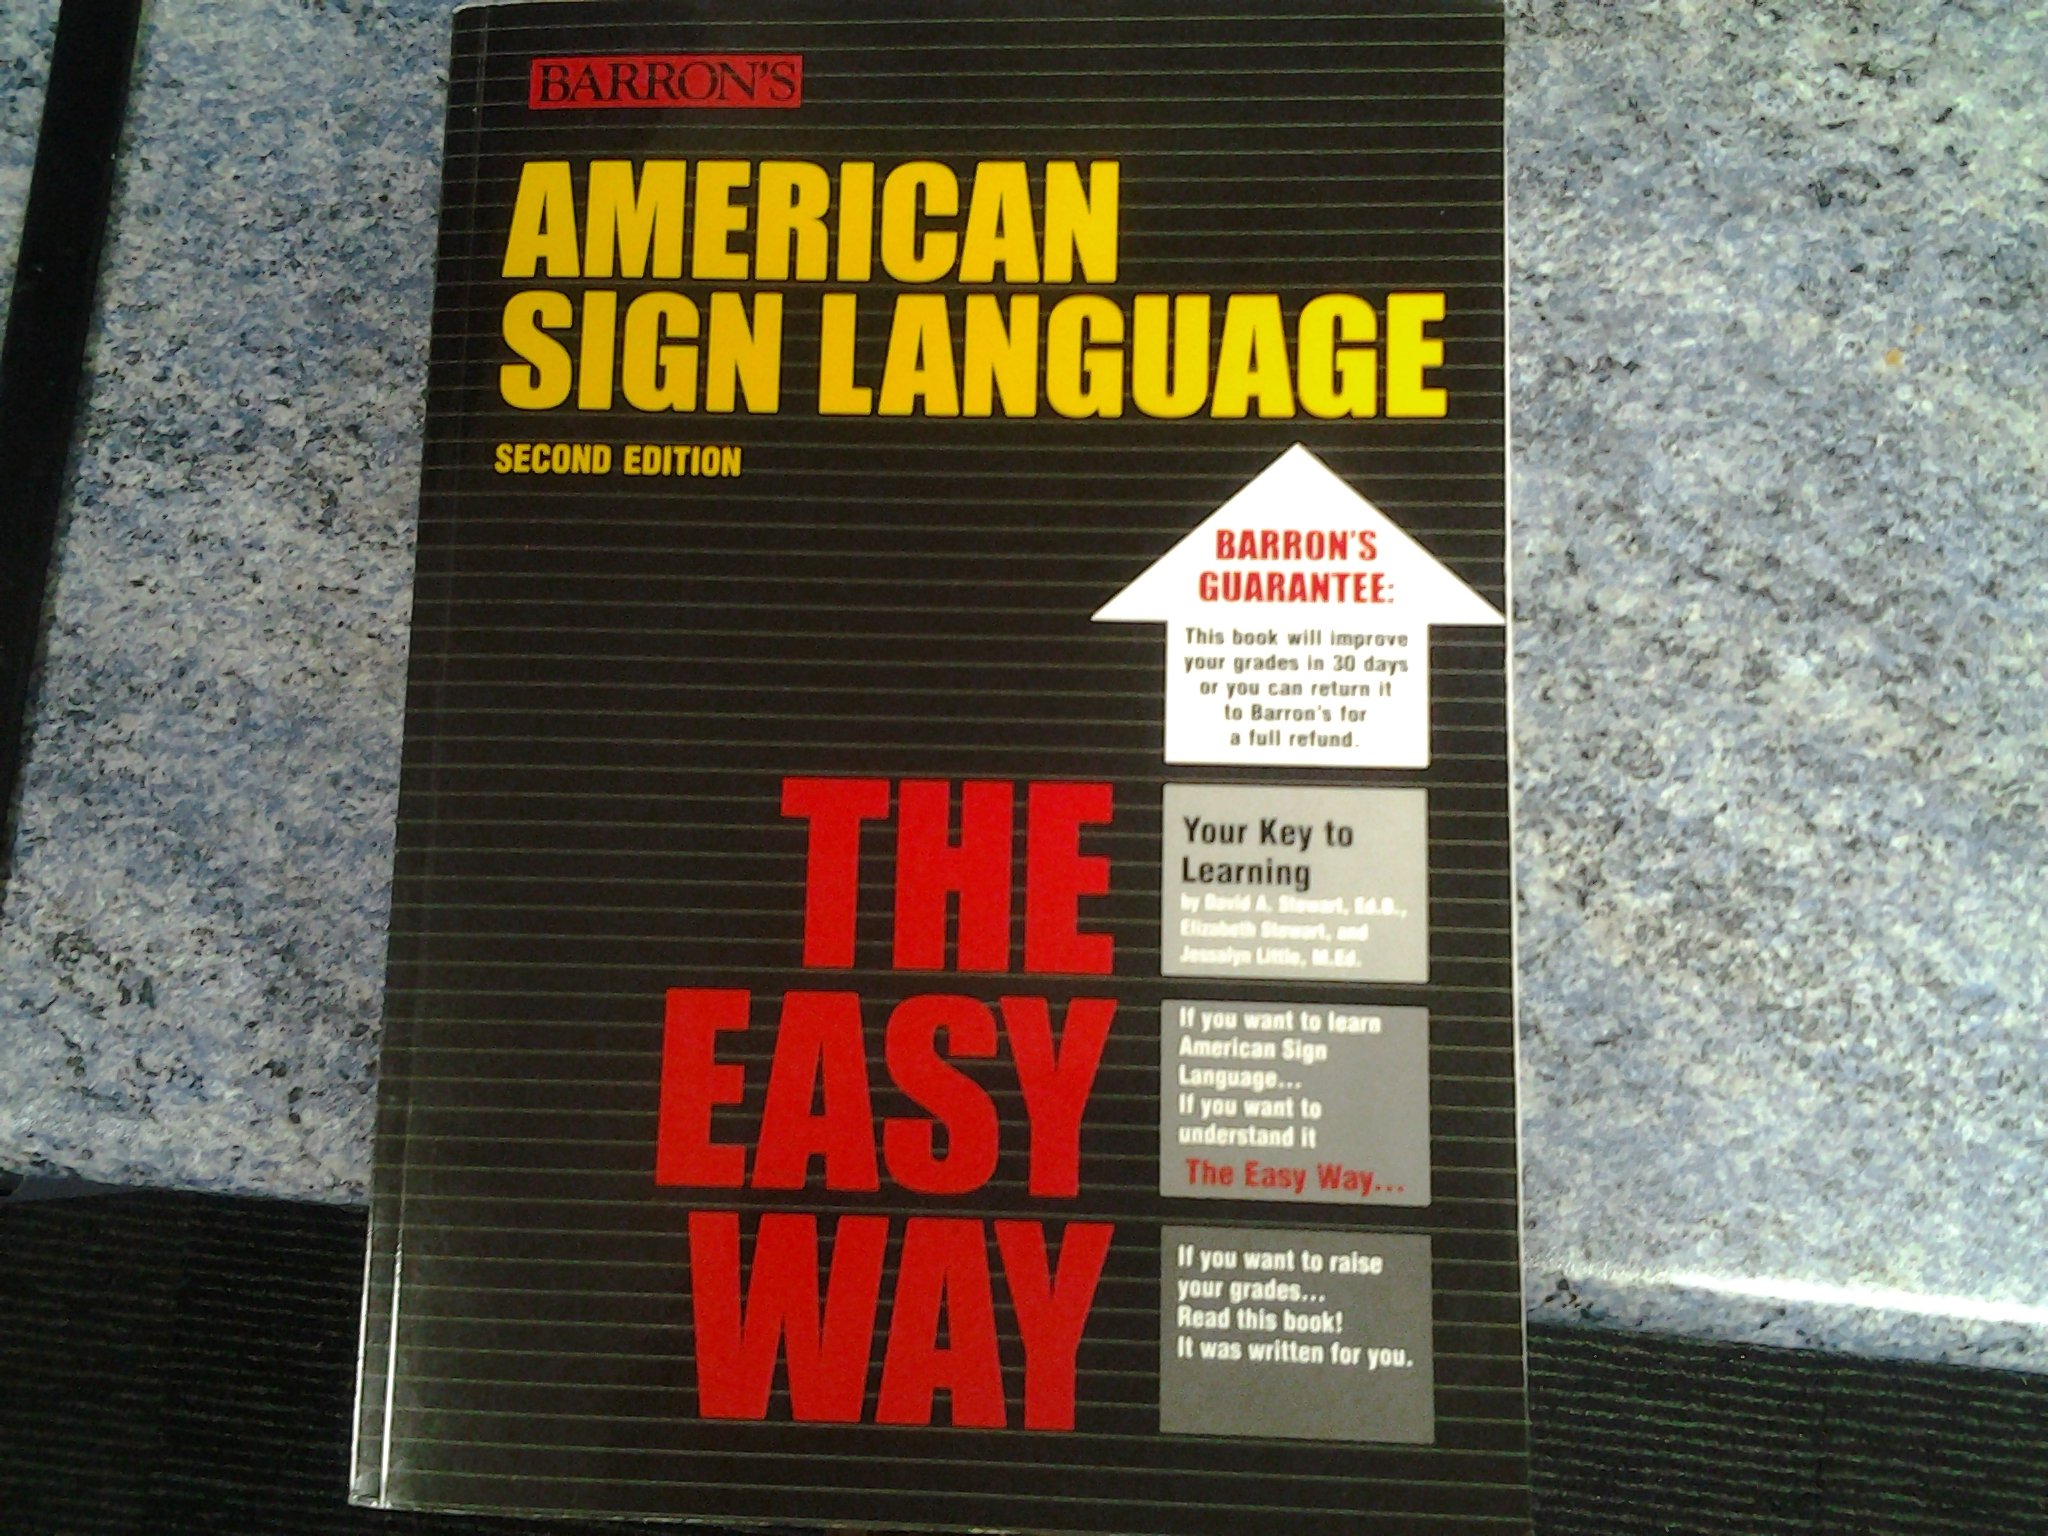 BARRON'S
AMERICAN
SIGN LANGUAGE
SECOND EDITION
BARRON'S
GUARANTEE:
This book will improve
your grades in 30 days
or you can return it
to Barron's for
a full refund.
THE
EASY
WAY
Your Key to
Learning
by David A. Stewart, Ed.D.,
Elizabeth Stewart, and
Jessalyn Little, M.Ed.
If you want to learn
American Sign
Language...
If you want to
understand it
The Easy Way...
If you want to raise
your grades...
Read this book!
It was written for you.